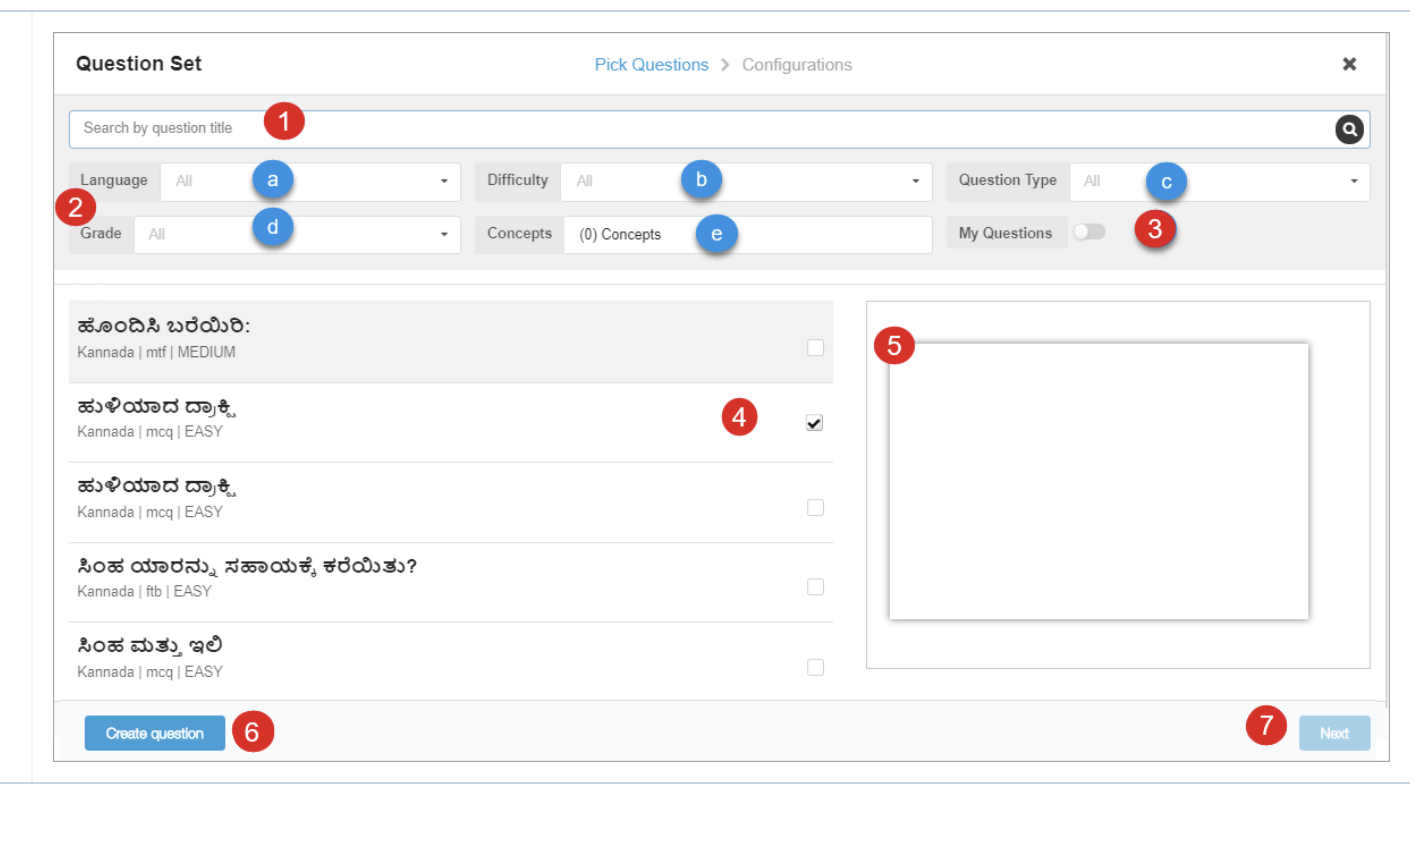 Question Set
Pick Questions > Configurations
Search by question title 1
Language All a
Difficulty All b
Question Type All c
2
Grade All d
Concepts (0) Concepts e
My Questions 3
ಹೊಂದಿಸಿ ಬರೆಯಿರಿ:
Kannada | mtf | MEDIUM
ಹುಳಿಯಾದ ದ್ರಾಕ್ಷಿ
Kannada | mcq | EASY
4
ಹುಳಿಯಾದ ದ್ರಾಕ್ಷಿ
Kannada | mcq | EASY
ಸಿಂಹ ಯಾರನ್ನು ಸಹಾಯಕ್ಕೆ ಕರೆಯಿತು?
Kannada | ftb | EASY
ಸಿಂಹ ಮತ್ತು ಇಲಿ
Kannada | mcq | EASY
5
Create question 6
7 Next